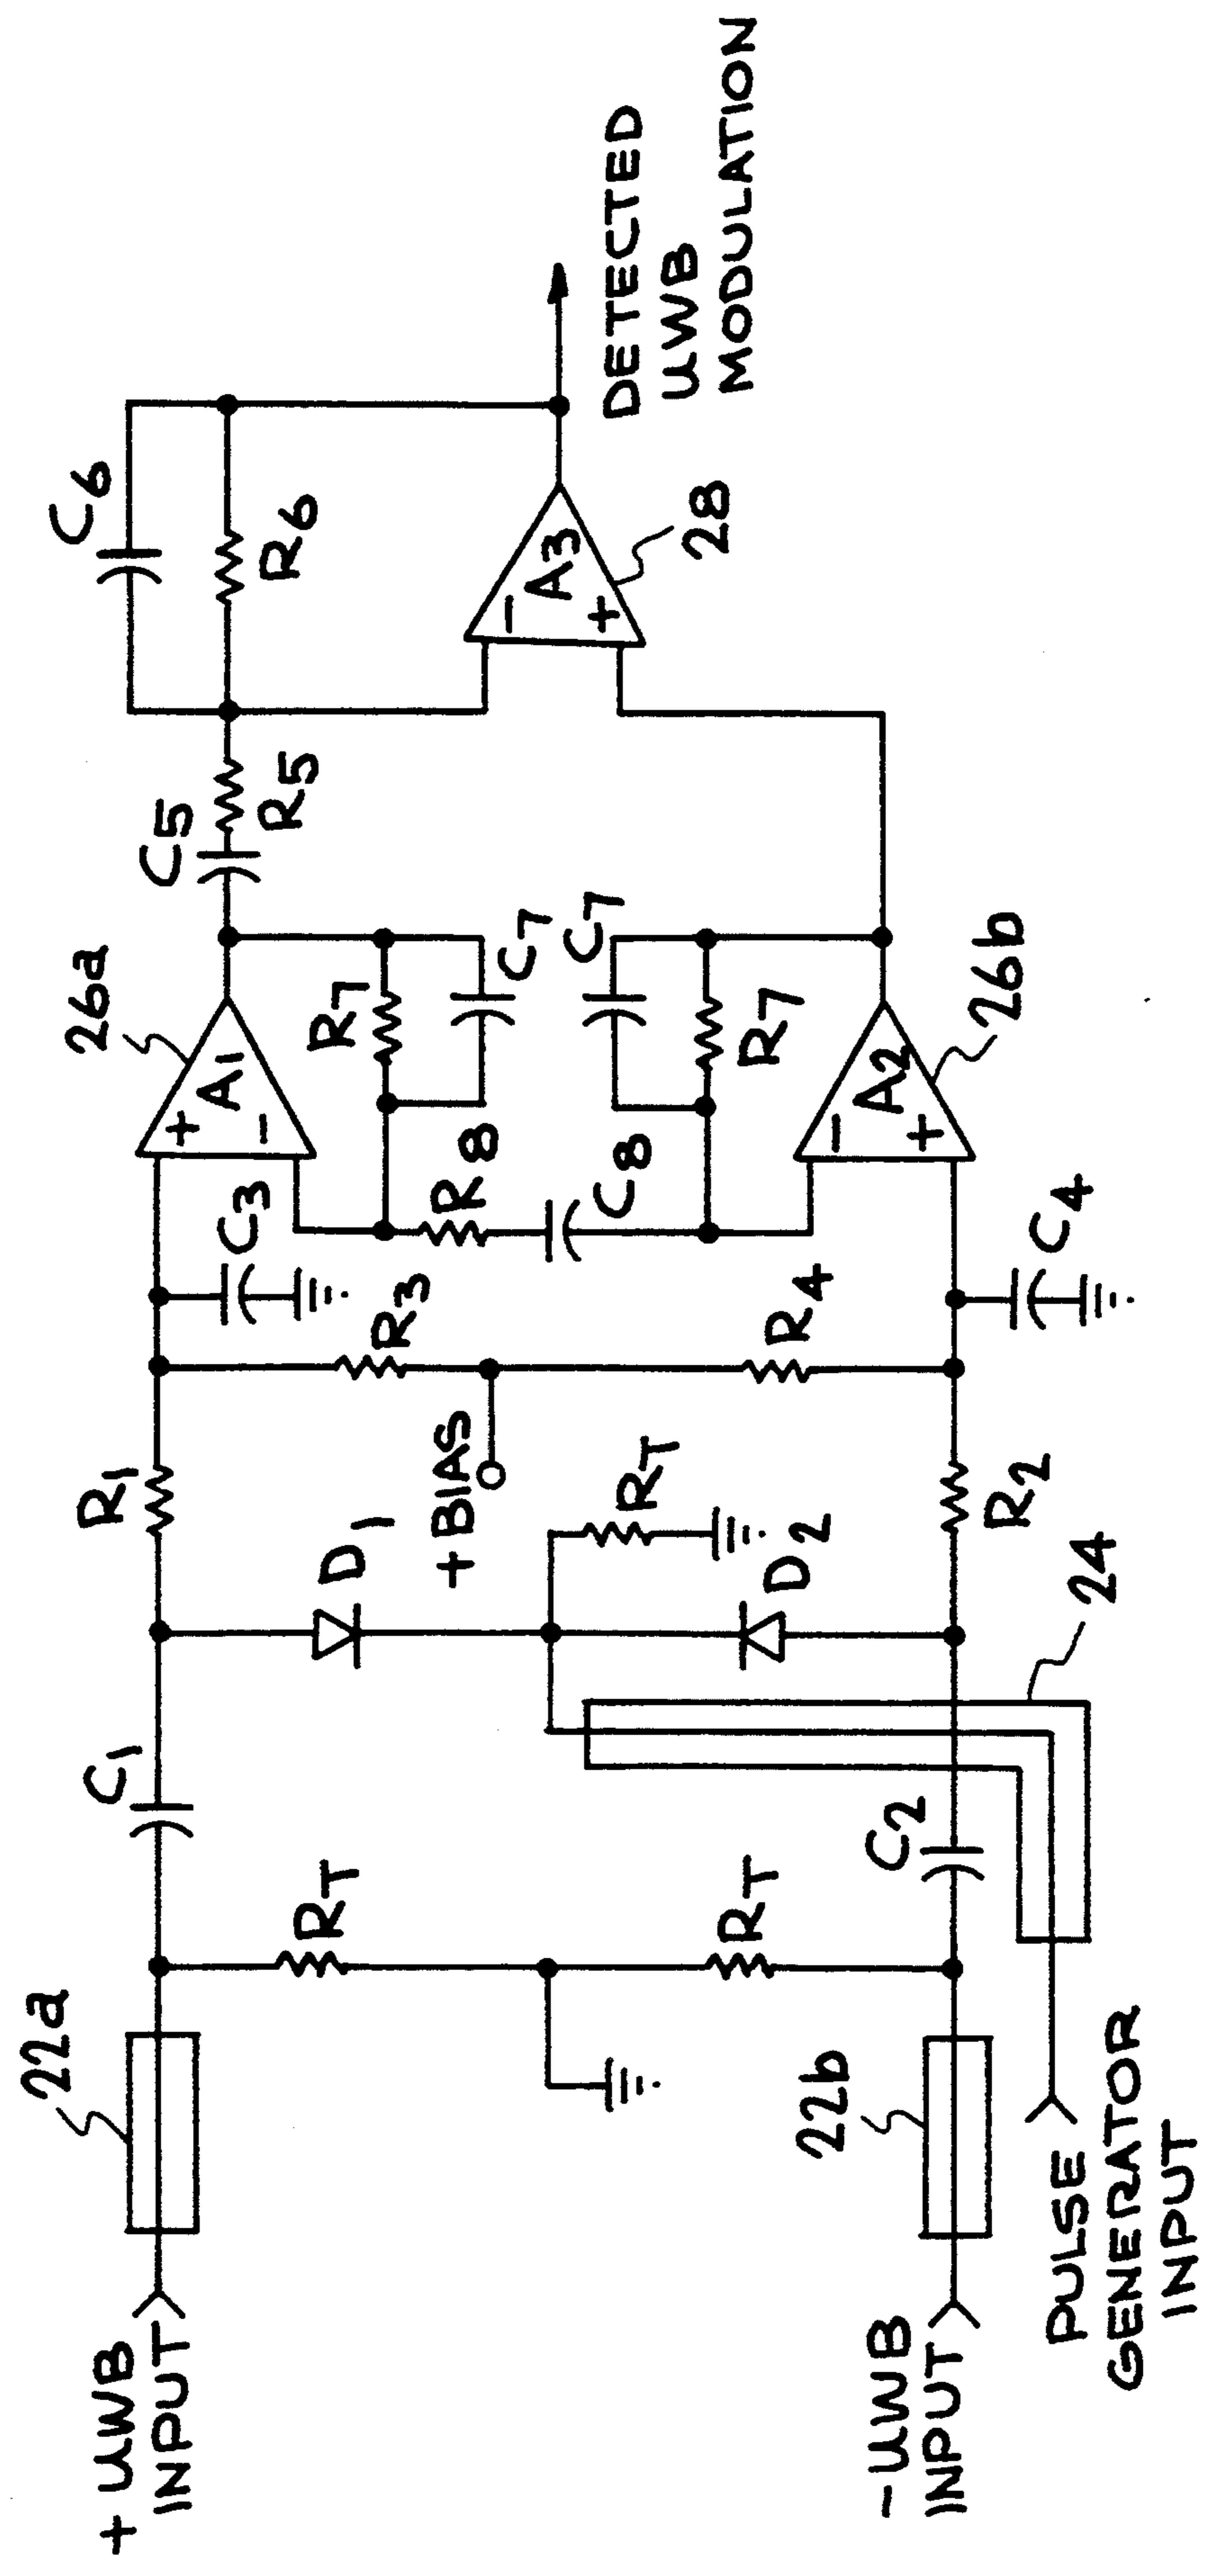 + UWB
INPUT
22a
RT
C1
D1
R1
R3
C3
26a
+
A1
−
R7
C7
R8
C8
C5
R5
C6
R6
−
A3
+
28
DETECTED
UWB
MODULATION
+ BIAS
RT
RT
D2
R4
C7
R7
−
A2
+
26b
C4
R2
24
C2
22b
− UWB
INPUT
PULSE
GENERATOR
INPUT